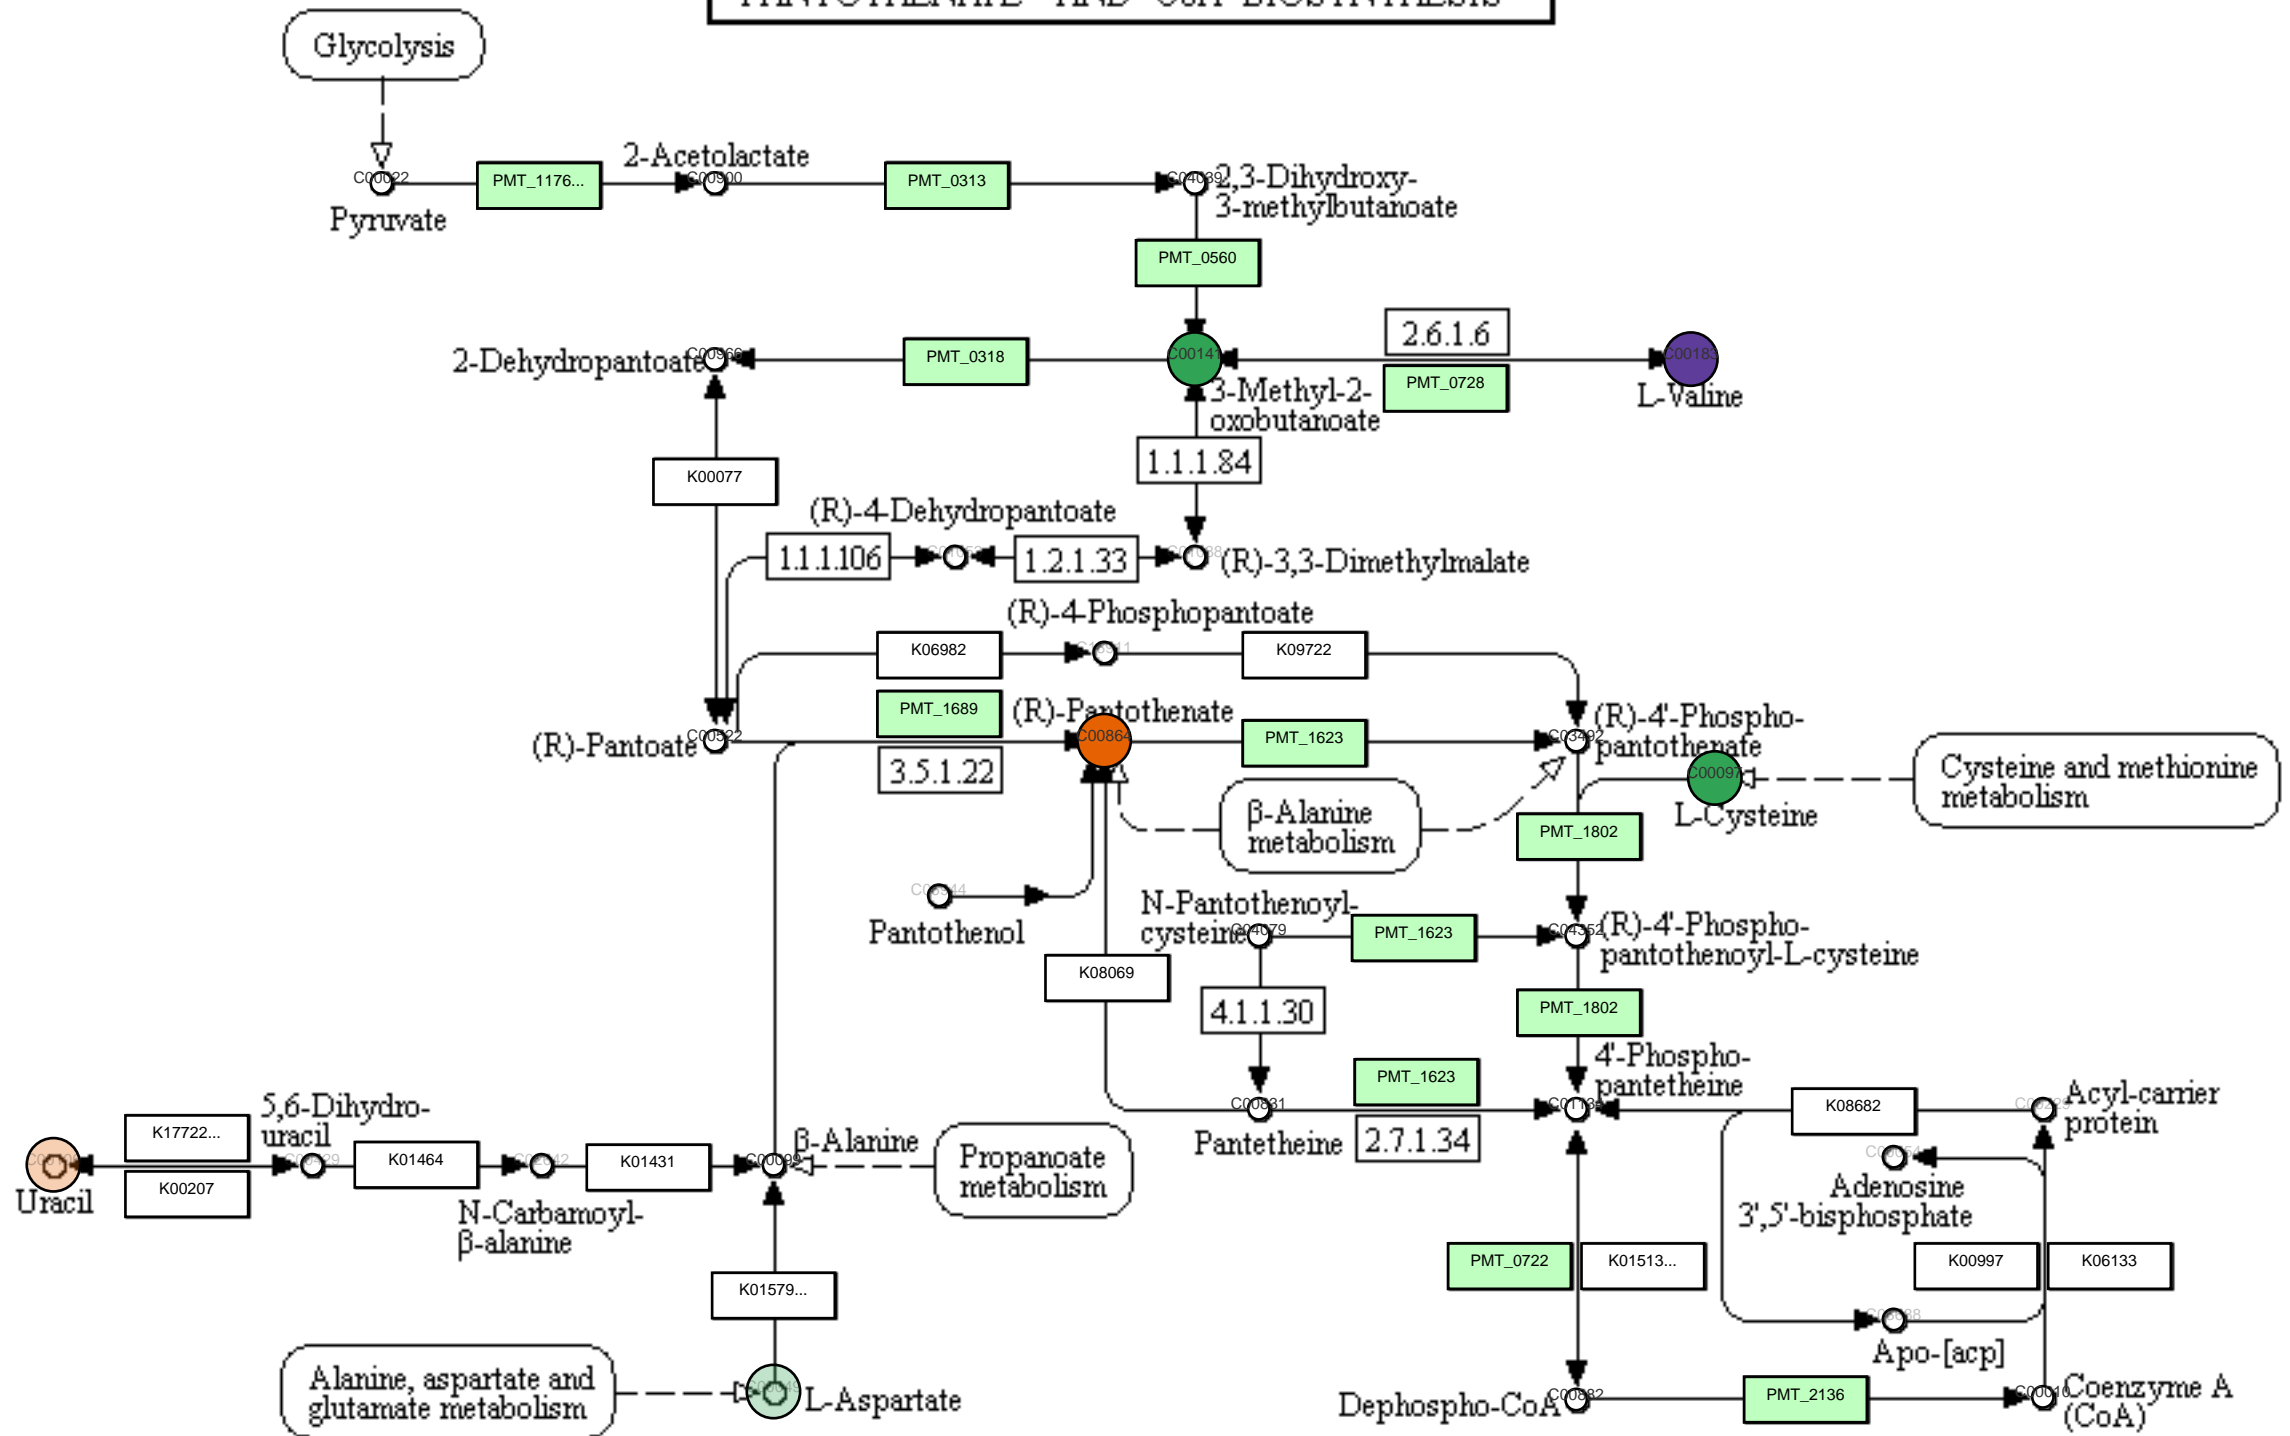 PANTOTHENATE AND CoA BIOSYNTHESIS
Glycolysis
2-Acetolactate
C00022
PMT_1176...
C00900
PMT_0313
C04039
2,3-Dihydroxy-
3-methylbutanoate
Pyruvate
PMT_0560
2.6.1.6
2-Dehydropantoate
C00966
PMT_0318
C00141
C00183
PMT_0728
3-Methyl-2-
oxobutanoate
L-Valine
K00077
1.1.1.84
(R)-4-Dehydropantoate
1.1.1.106
1.2.1.33
(R)-3,3-Dimethylmalate
(R)-4-Phosphopantoate
K06982
K09722
PMT_1689
(R)-Pantothenate
(R)-4'-Phospho-
pantothenate
(R)-Pantoate
C00522
C00864
PMT_1623
C03492
3.5.1.22
C00097
Cysteine and methionine
metabolism
L-Cysteine
β-Alanine
metabolism
PMT_1802
Pantothenol
N-Pantothenoyl-
cysteine
C04079
PMT_1623
C04352
(R)-4'-Phospho-
pantothenoyl-L-cysteine
K08069
4.1.1.30
PMT_1802
4'-Phospho-
pantetheine
PMT_1623
C00831
C01134
K08682
Acyl-carrier
protein
Pantetheine
2.7.1.34
5,6-Dihydro-
uracil
K17722...
K01464
K01431
β-Alanine
C00099
Propanoate
metabolism
K00207
Uracil
N-Carbamoyl-
β-alanine
Adenosine
3',5'-bisphosphate
PMT_0722
K01513...
K00997
K06133
K01579...
Apo-[acp]
Alanine, aspartate and
glutamate metabolism
L-Aspartate
Dephospho-CoA
C00882
PMT_2136
C00010
Coenzyme A
(CoA)